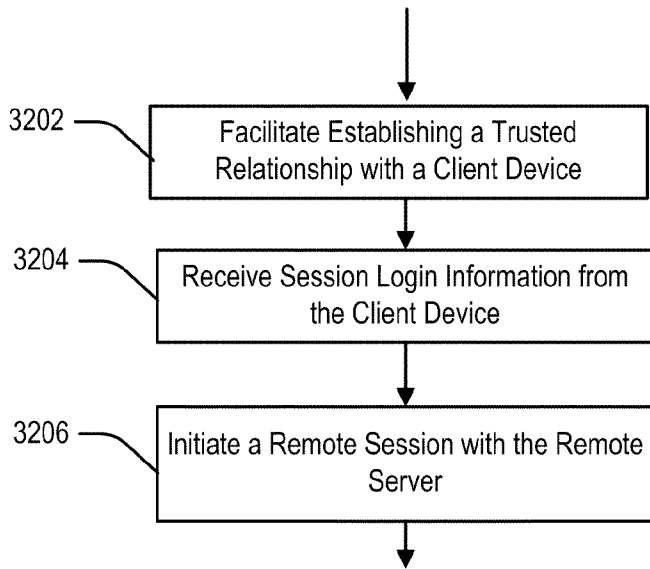 3202
Facilitate Establishing a Trusted
Relationship with a Client Device
3204
Receive Session Login Information from
the Client Device
3206
Initiate a Remote Session with the Remote
Server